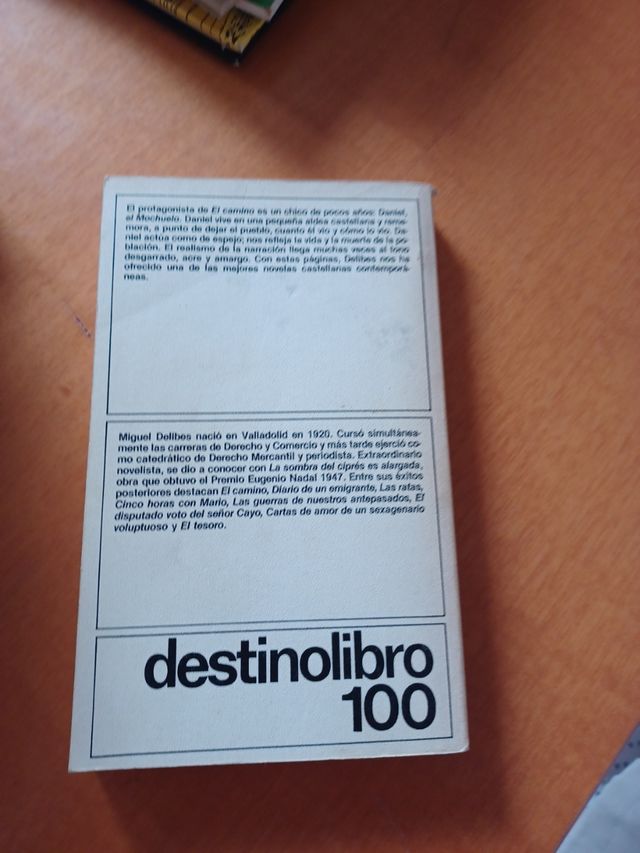 El protagonista de El camino es un chico de pocos años: Daniel,
el Mochuelo. Daniel vive en una pequeña aldea castellana y reme-
mora, a punto de dejar el pueblo, cuanto él vio y cómo lo vio. Da-
niel actúa como de espejo; nos refleja la vida y la muerte de la po-
blación. El realismo de la narración llega muchas veces al tono
desgarrado, acre y amargo. Con estas páginas, Delibes nos ha
ofrecido una de las mejores novelas castellanas contemporá-
neas.
Miguel Delibes nació en Valladolid en 1920. Cursó simultánea-
mente las carreras de Derecho y Comercio y más tarde ejerció co-
mo catedrático de Derecho Mercantil y periodista. Extraordinario
novelista, se dio a conocer con La sombra del ciprés es alargada,
obra que obtuvo el Premio Eugenio Nadal 1947. Entre sus éxitos
posteriores destacan El camino, Diario de un emigrante, Las ratas,
Cinco horas con Mario, Las guerras de nuestros antepasados, El
disputado voto del señor Cayo, Cartas de amor de un sexagenario
voluptuoso y El tesoro.
destinolibro
100